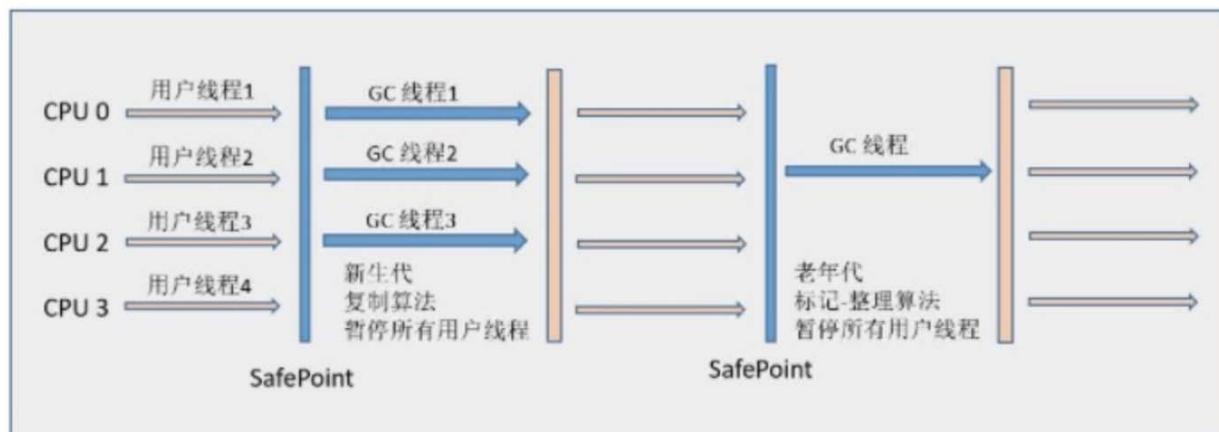 CPU 0
用户线程1
GC 线程1
CPU 1
用户线程2
GC 线程2
GC 线程
CPU 2
用户线程3
GC 线程3
CPU 3
用户线程4
新生代
复制算法
暂停所有用户线程
老年代
标记-整理算法
暂停所有用户线程
SafePoint
SafePoint